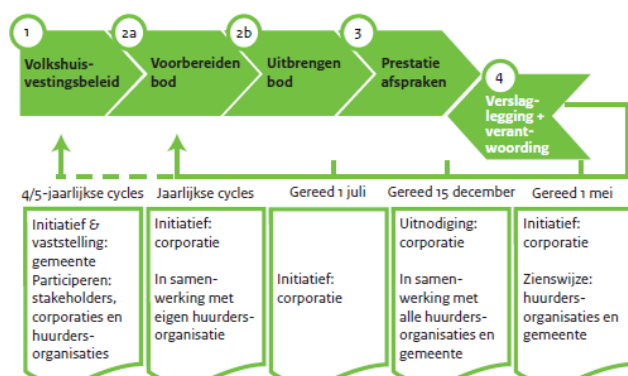 1
Volkshuis-
vestingsbeleid
2a
Voorbereiden
bod
2b
Uitbrengen
bod
3
Prestatie
afspraken
4
Verslag-
legging +
verant-
woording
4/5-jaarlijkse cycles
Initiatief &
vaststelling:
gemeente
Participeren:
stakeholders,
corporaties en
huurders-
organisaties
Jaarlijkse cycles
Initiatief:
corporatie
In samen-
werking met
eigen huurders-
organisatie
Gereed 1 juli
Initiatief:
corporatie
Gereed 15 december
Uitnodiging:
corporatie
In samen-
werking met
alle huurders-
organisaties en
gemeente
Gereed 1 mei
Initiatief:
corporatie
Zienswijze:
huurders-
organisaties en
gemeente